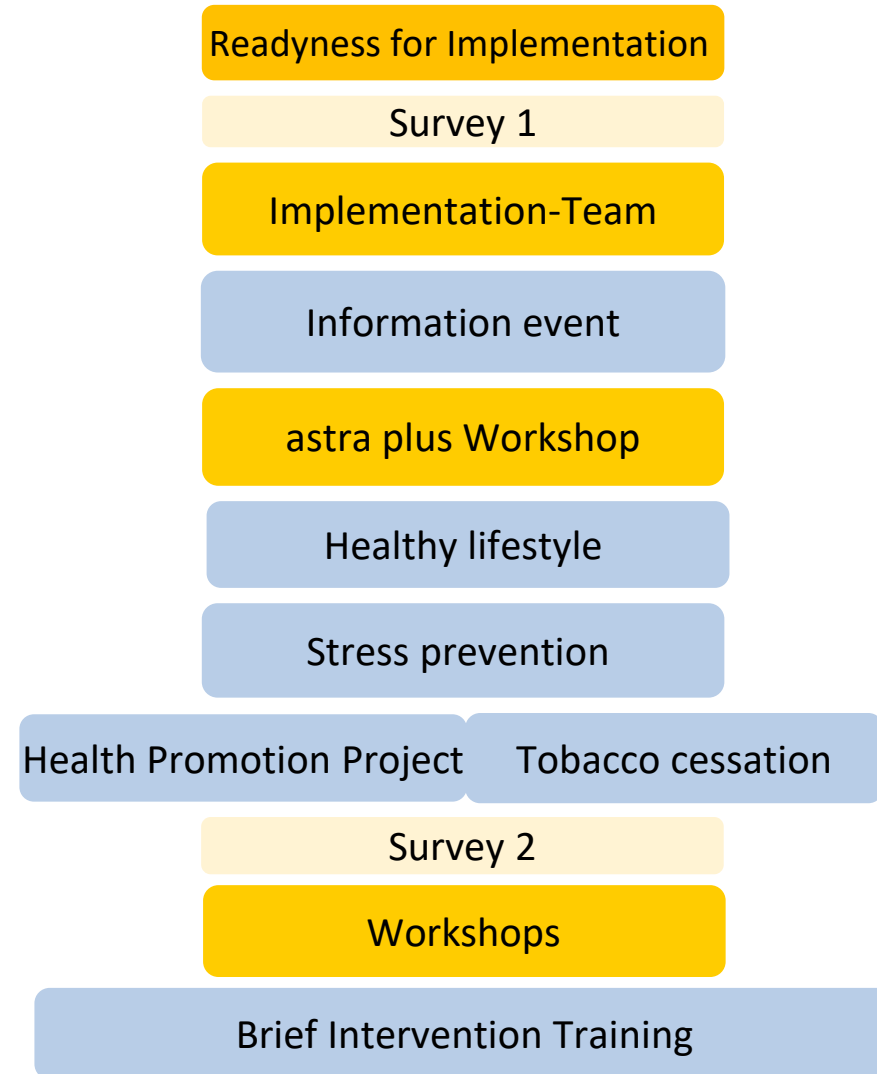 Readyness for Implementation
Survey 1
Implementation-Team
Information event
astra plus Workshop
Healthy lifestyle
Stress prevention
Health Promotion Project
Tobacco cessation
Survey 2
Workshops
Brief Intervention Training